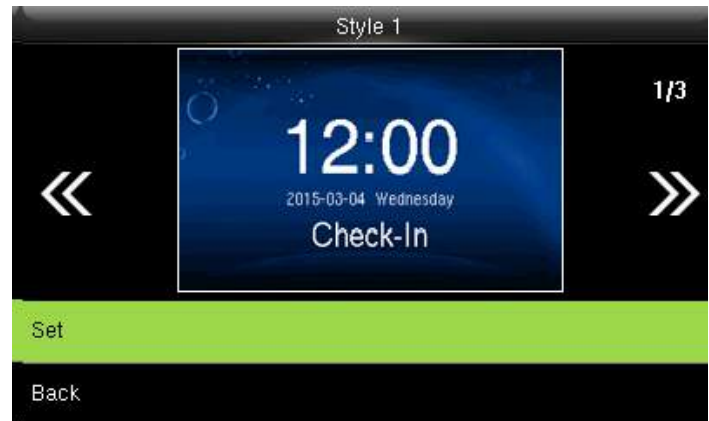 Style 1
1/3
12:00
2015-03-04 Wednesday
Check-In
Set
Back